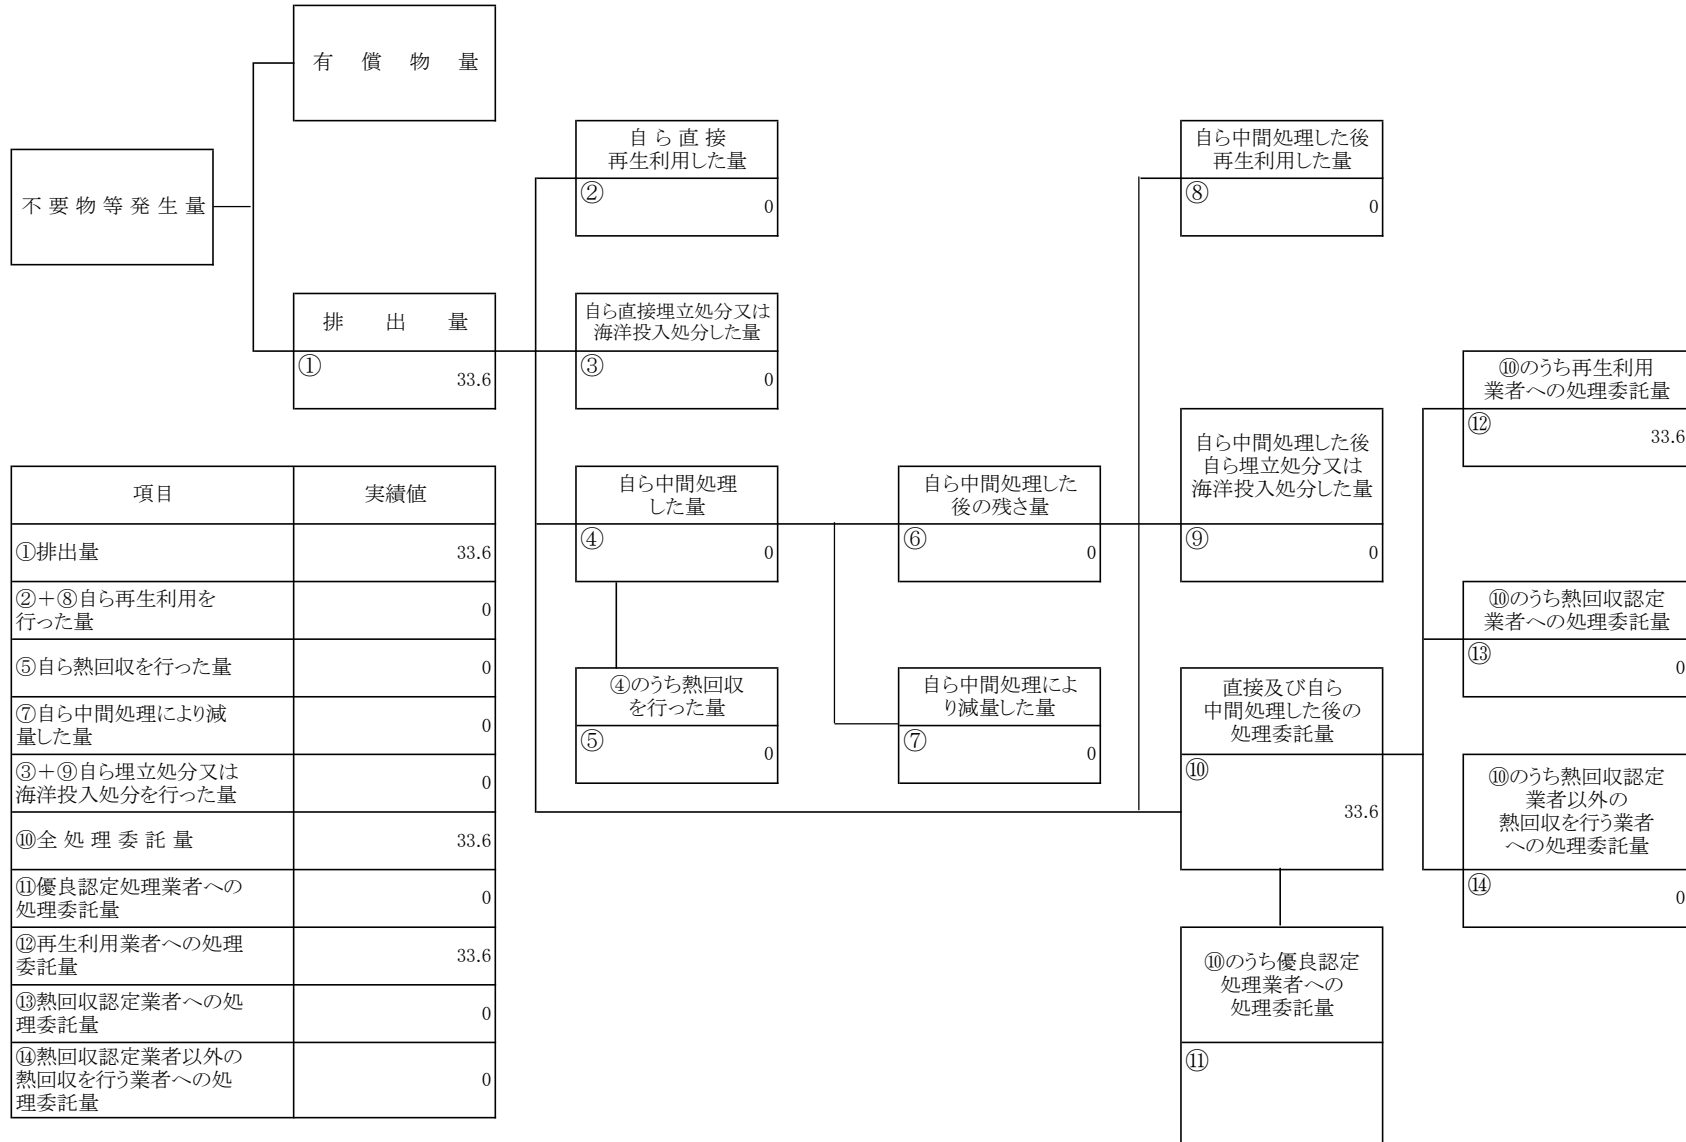 有償物量
不要物等発生量
排出量
①
33.6
自ら直接
再生利用した量
②
0
自ら直接埋立処分又は
海洋投入処分した量
③
0
自ら中間処理
した量
④
0
④のうち熱回収
を行った量
⑤
0
自ら中間処理した
後の残さ量
⑥
0
自ら中間処理によ
り減量した量
⑦
0
自ら中間処理した後
再生利用した量
⑧
0
自ら中間処理した後
自ら埋立処分又は
海洋投入処分した量
⑨
0
直接及び自ら
中間処理した後の
処理委託量
⑩
33.6
⑩のうち優良認定
処理業者への
処理委託量
⑪
⑩のうち再生利用
業者への処理委託量
⑫
33.6
⑩のうち熱回収認定
業者への処理委託量
⑬
0
⑩のうち熱回収認定
業者以外の
熱回収を行う業者
への処理委託量
⑭
0
項目 実績値
①排出量 33.6
②+⑧自ら再生利用を
行った量 0
⑤自ら熱回収を行った量 0
⑦自ら中間処理により減
量した量 0
③+⑨自ら埋立処分又は
海洋投入処分を行った量 0
⑩全処理委託量 33.6
⑪優良認定処理業者への
処理委託量 0
⑫再生利用業者への処理
委託量 33.6
⑬熱回収認定業者への処
理委託量 0
⑭熱回収認定業者以外の
熱回収を行う業者への処
理委託量 0